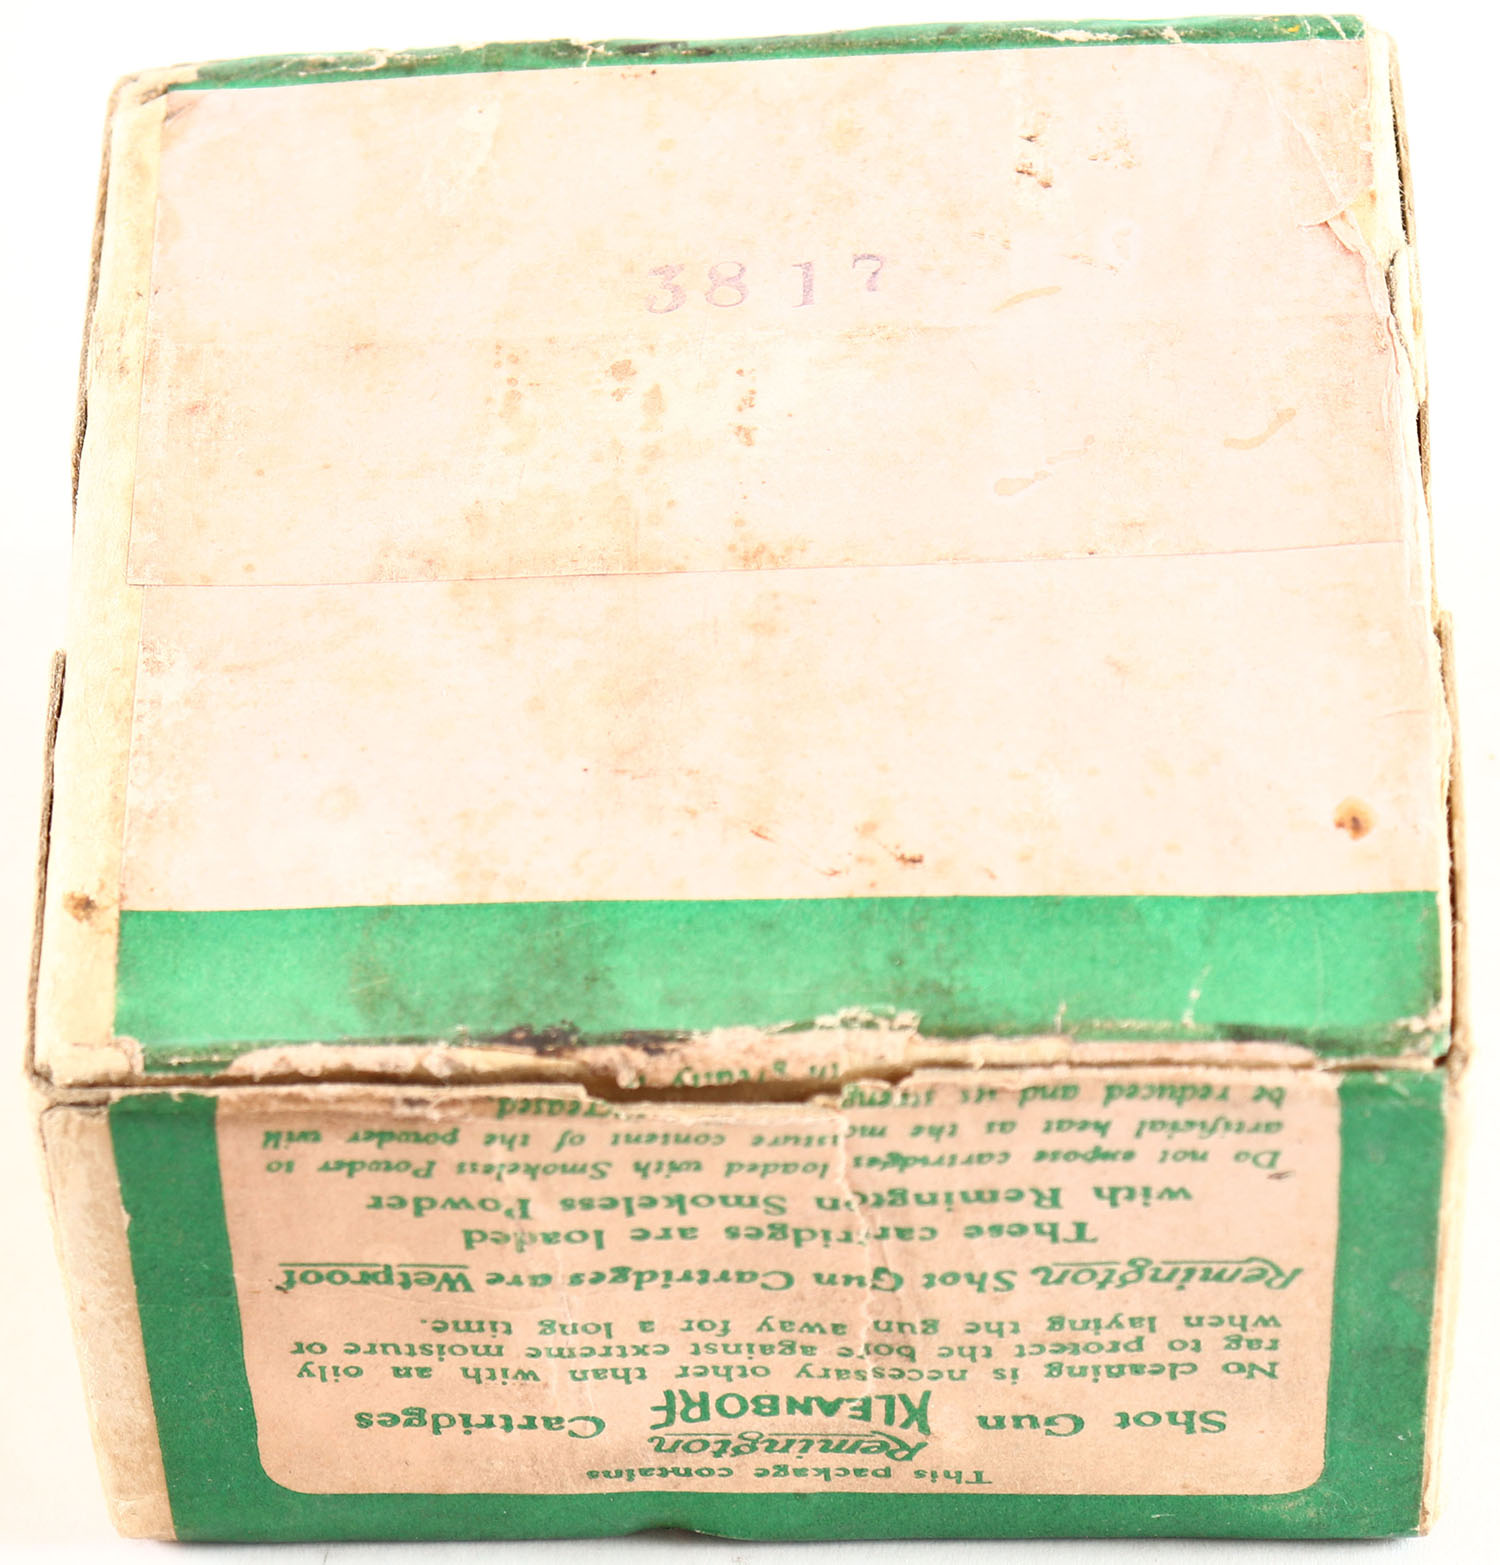 3817
This package contains
Remington
Shot Gun KLEANBORE Cartridges
No cleaning is necessary other than with an oily
rag to protect the bore against extreme moisture or
when laying the gun away for a long time.
Remington Shot Gun Cartridges are Wetproof
These cartridges are loaded
with Remington Smokeless Powder
Do not expose cartridges loaded with Smokeless Powder to
artificial heat as the moisture content of the powder will
be reduced and its